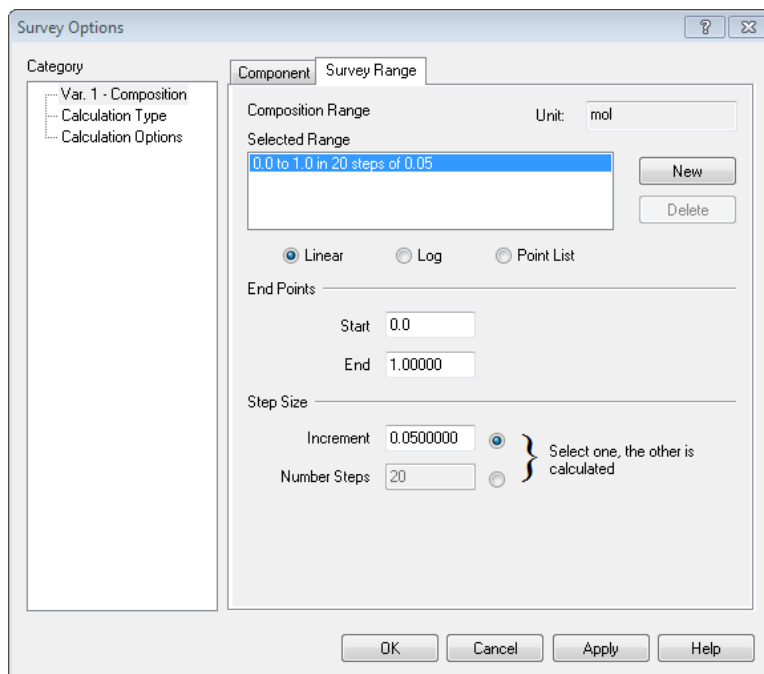 Survey Options
Category
Var. 1 - Composition
Calculation Type
Calculation Options
Component
Survey Range
Composition Range
Unit:
mol
Selected Range
0.0 to 1.0 in 20 steps of 0.05
New
Delete
Linear
Log
Point List
End Points
Start
0.0
End
1.00000
Step Size
Increment
0.0500000
Number Steps
20
Select one, the other is
calculated
OK
Cancel
Apply
Help